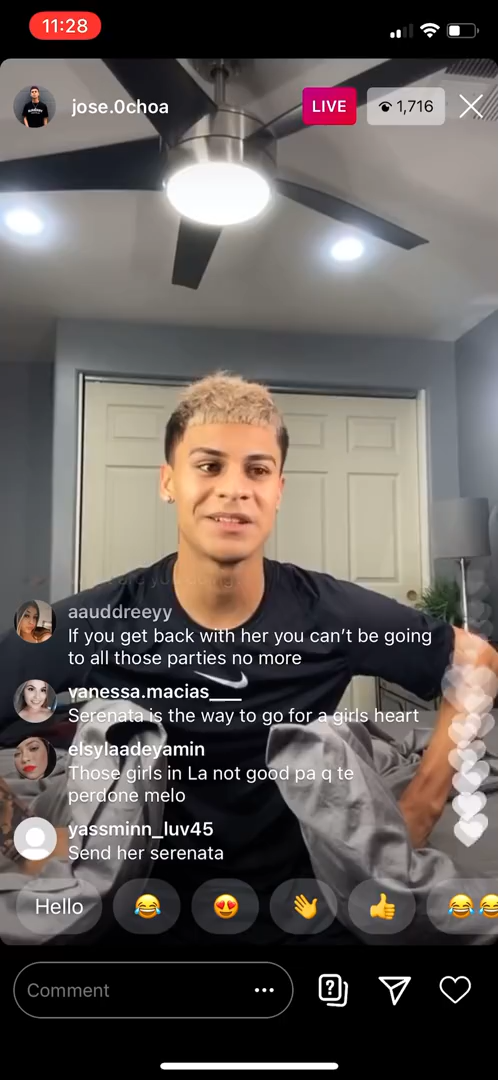 11:28
jose.0choa
LIVE
1,716
aauddreeyy
If you get back with her you can't be going
to all those parties no more
vanessa.macias___
Serenata is the way to go for a girls heart
elsylaadeyamin
Those girls in La not good pa q te
perdone melo
yassminn_luv45
Send her serenata
Hello
Comment